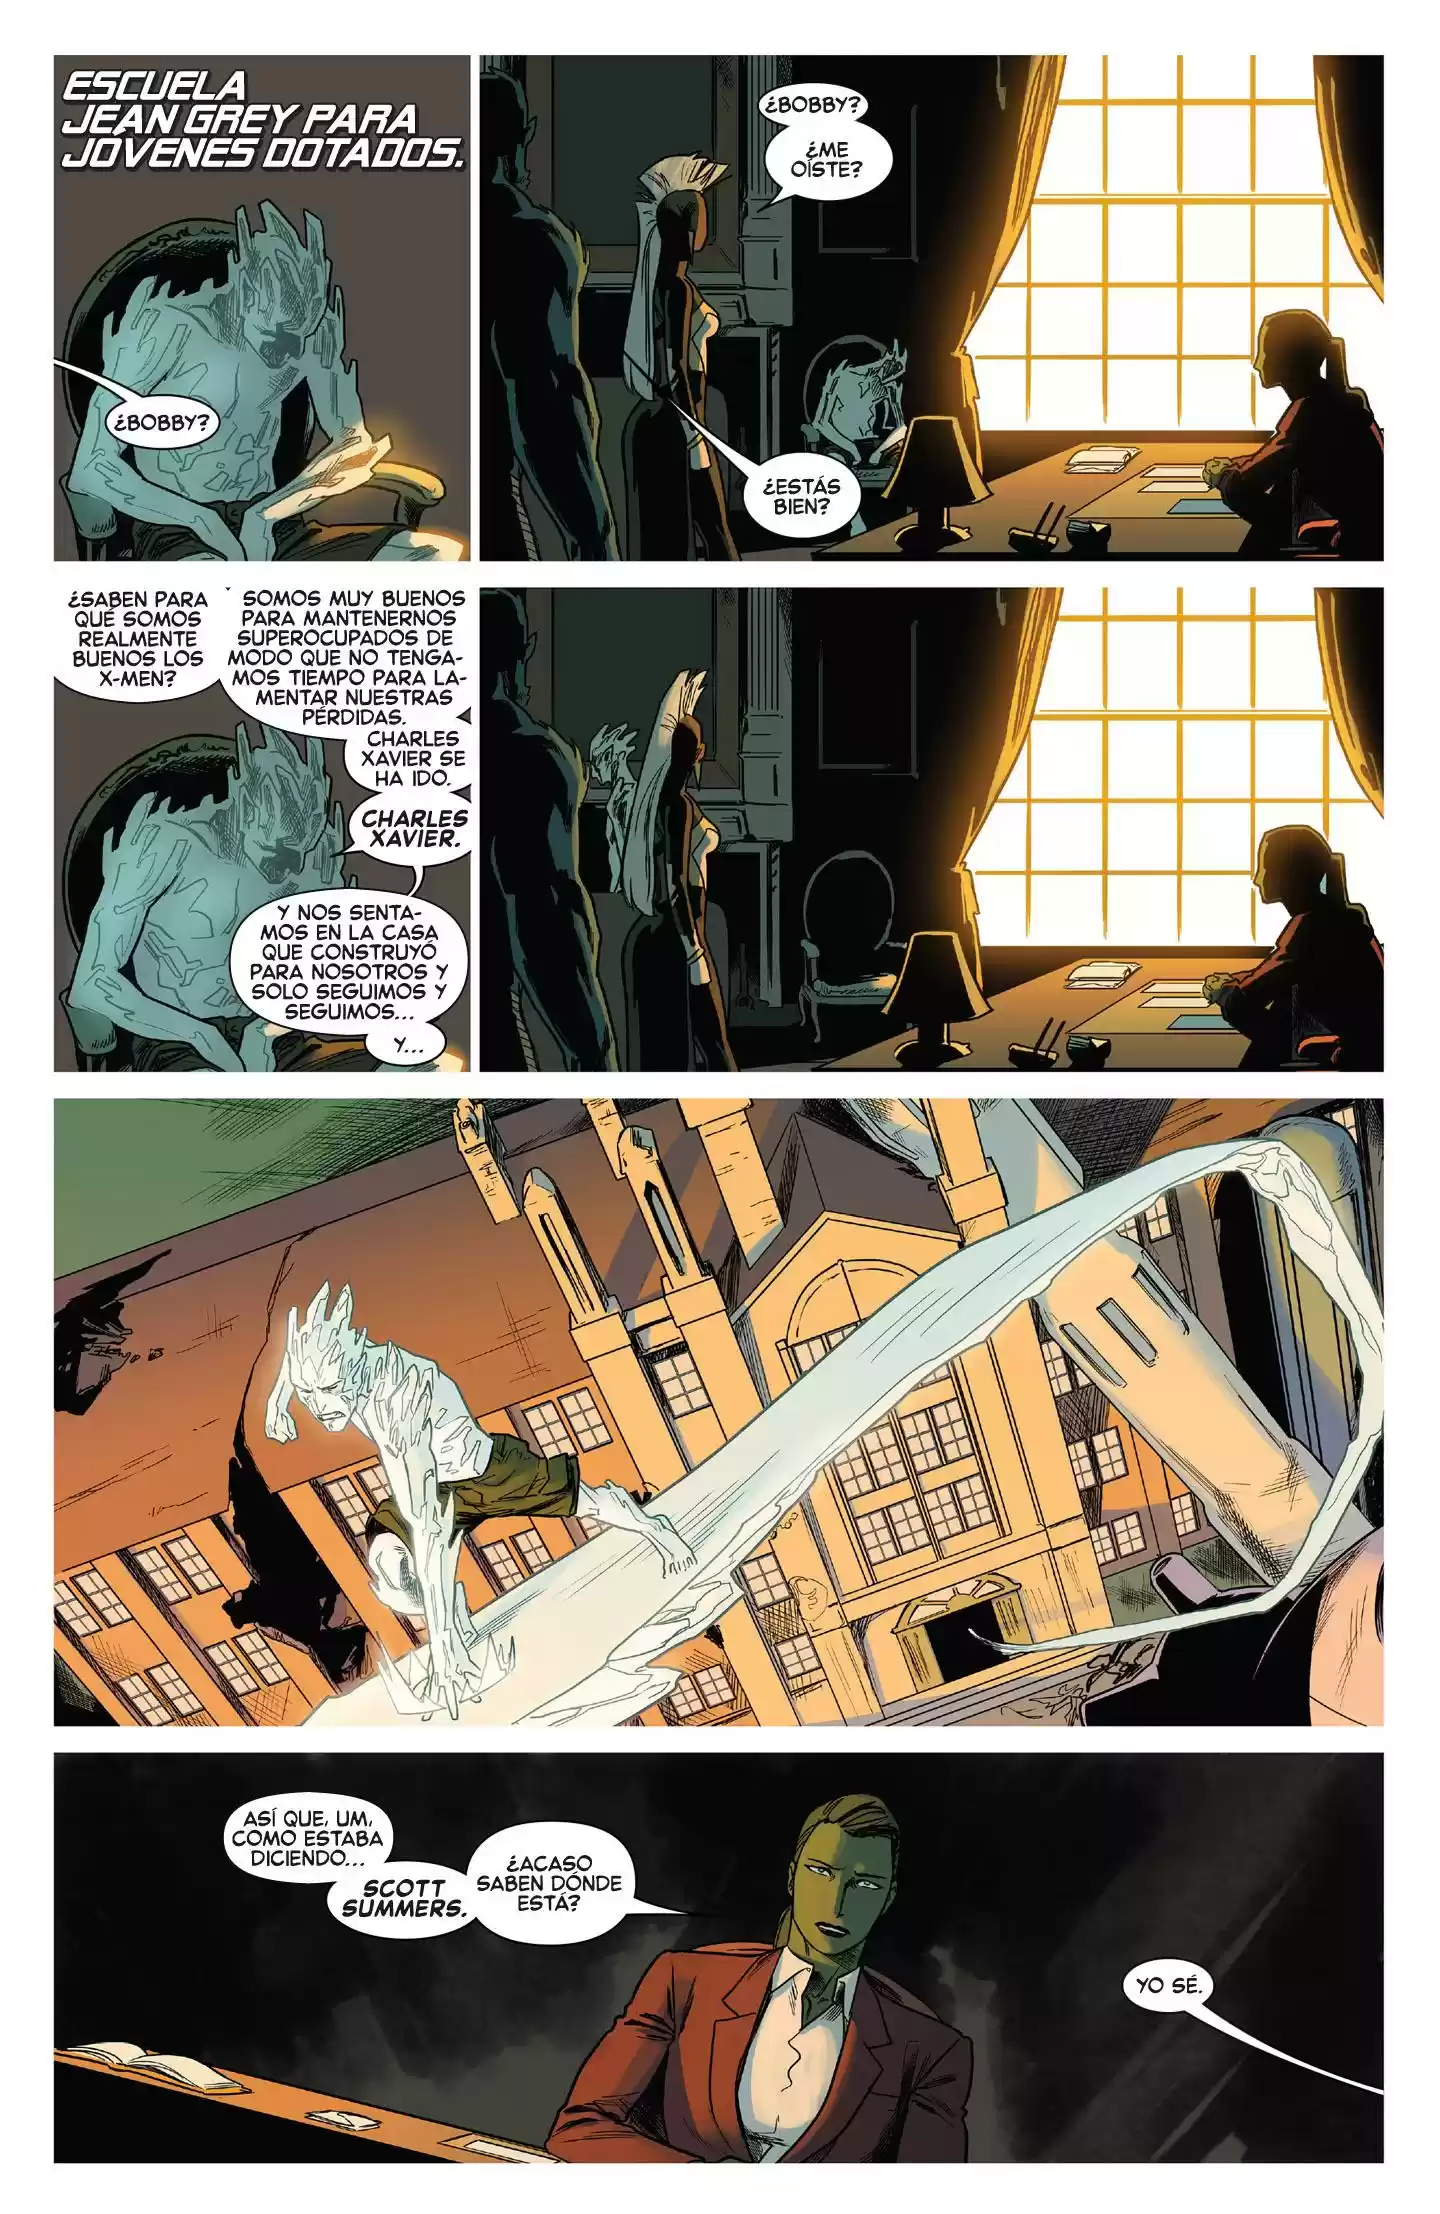 ESCUELA
JEAN GREY PARA
JÓVENES DOTADOS.
¿BOBBY?
¿BOBBY?
¿ME
OÍSTE?
¿ESTÁS
BIEN?
¿SABEN PARA
QUÉ SOMOS
REALMENTE
BUENOS LOS
X-MEN?
SOMOS MUY BUENOS
PARA MANTENERNOS
SUPEROCUPADOS DE
MODO QUE NO TENGA-
MOS TIEMPO PARA LA-
MENTAR NUESTRAS
PÉRDIDAS.
CHARLES
XAVIER SE
HA IDO.
CHARLES
XAVIER.
Y NOS SENTA-
MOS EN LA CASA
QUE CONSTRUYÓ
PARA NOSOTROS Y
SOLO SEGUIMOS Y
SEGUIMOS...
Y...
ASÍ QUE, UM,
COMO ESTABA
DICIENDO...
SCOTT
SUMMERS.
¿ACASO
SABEN DÓNDE
ESTÁ?
YO SÉ.